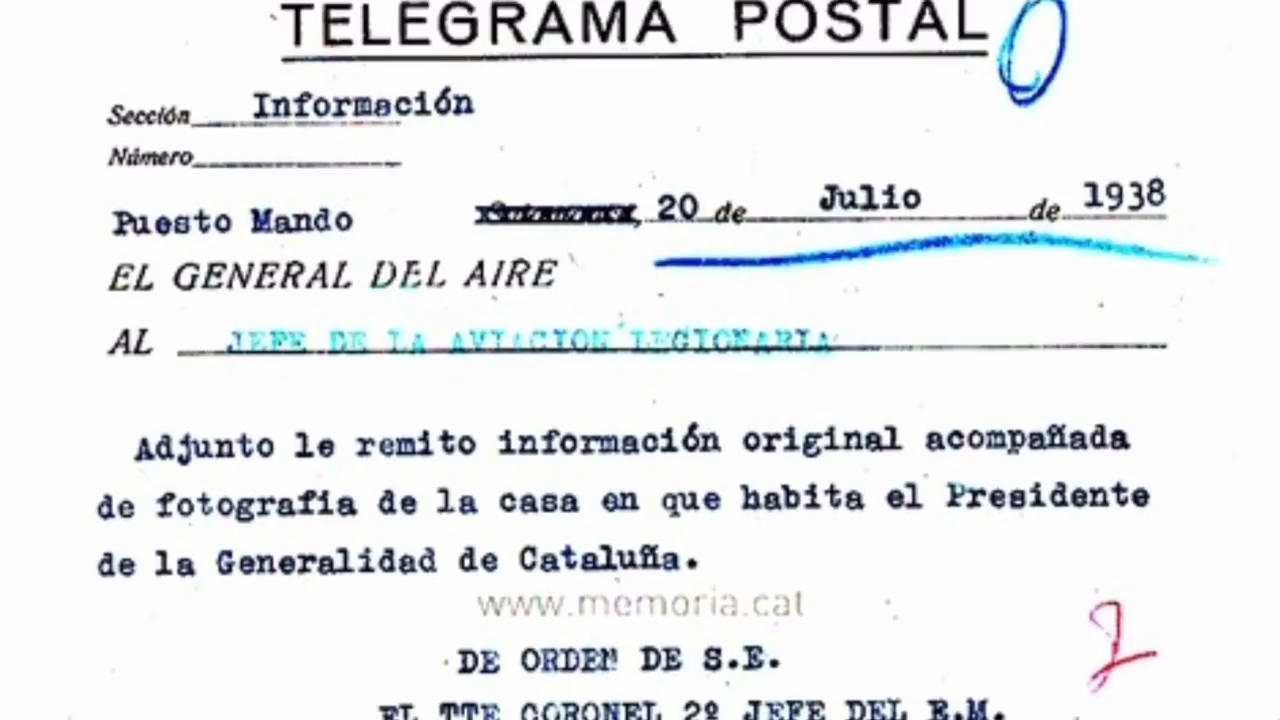 TELEGRAMA POSTAL
Sección Información
Número
Puesto Mando , 20 de Julio de 1938
EL GENERAL DEL AIRE
AL JEFE DE LA AVIACION LEGIONARIA
Adjunto le remito información original acompañada
de fotografía de la casa en que habita el Presidente
de la Generalidad de Cataluña.
www.memoria.cat
2
DE ORDEN DE S.E.
EL TTE CORONEL 2º JEFE DEL E.M.